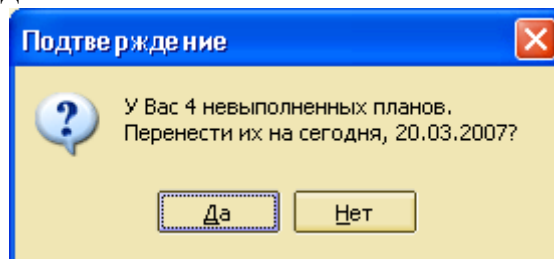 Подтверждение
У Вас 4 невыполненных планов.
Перенести их на сегодня, 20.03.2007?
Да
Нет